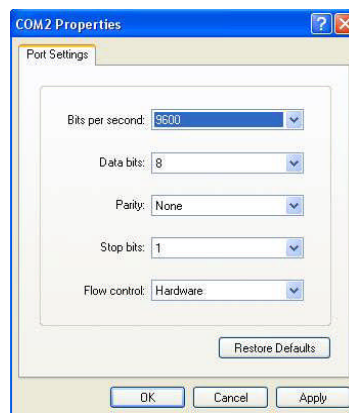 COM2 Properties
Port Settings
Bits per second: 9600
Data bits: 8
Parity: None
Stop bits: 1
Flow control: Hardware
Restore Defaults
OK Cancel Apply